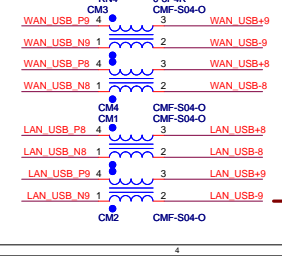 CM3 CMF-S04-O
WAN_USB_P9 4 3 WAN_USB+9
WAN_USB_N9 1 2 WAN_USB-9
WAN_USB_P8 4 3 WAN_USB+8
WAN_USB_N8 1 2 WAN_USB-8
CM4 CMF-S04-O
CM1 CMF-S04-O
LAN_USB_P8 4 3 LAN_USB+8
LAN_USB_N8 1 2 LAN_USB-8
LAN_USB_P9 4 3 LAN_USB+9
LAN_USB_N9 1 2 LAN_USB-9
CM2 CMF-S04-O
4